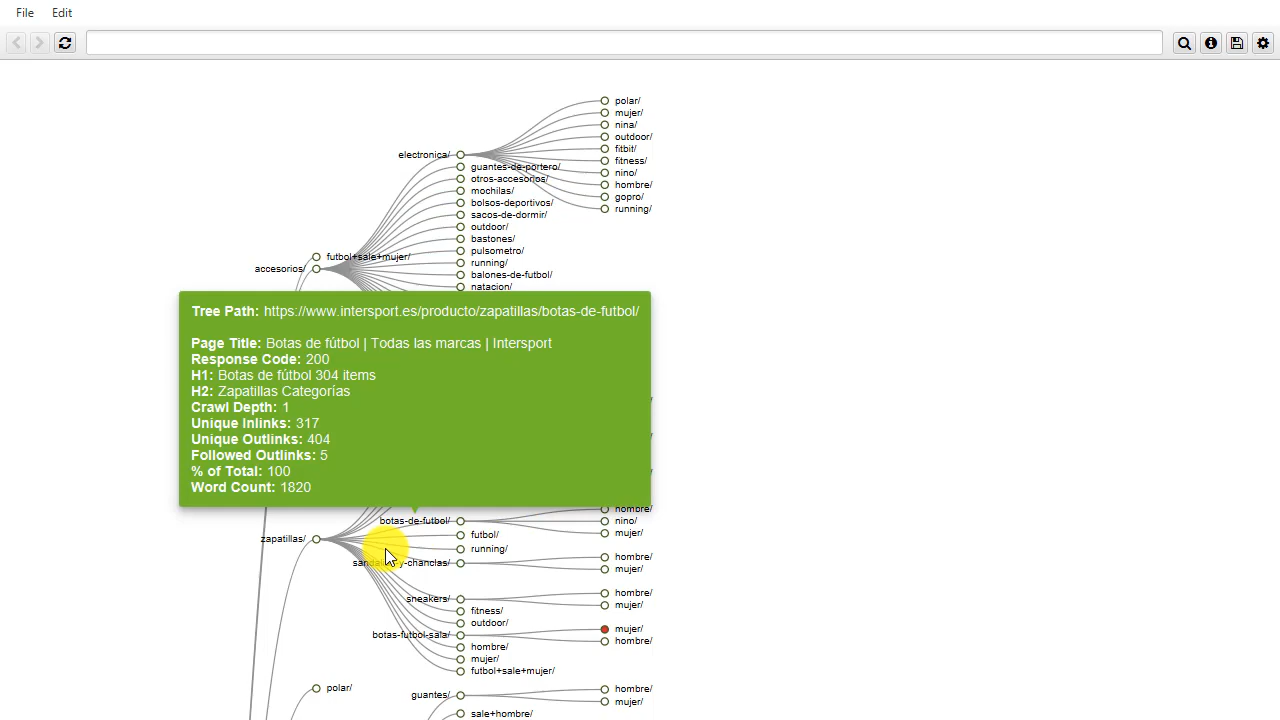 File Edit
polar/
mujer/
nina/
outdoor/
electronica/
fitbit/
fitness/
guantes-de-portero/
nino/
otros-accesorios/
hombre/
mochilas/
gopro/
bolsos-deportivos/
running/
sacos-de-dormir/
outdoor/
bastones/
pulsometro/
futbol+sale+mujer/
running/
accesorios/
balones-de-futbol/
natacion/
Tree Path: https://www.intersport.es/producto/zapatillas/botas-de-futbol/
Page Title: Botas de fútbol | Todas las marcas | Intersport
Response Code: 200
H1: Botas de fútbol 304 items
H2: Zapatillas Categorías
Crawl Depth: 1
Unique Inlinks: 317
Unique Outlinks: 404
Followed Outlinks: 5
% of Total: 100
Word Count: 1820
hombre/
botas-de-futbol/
nino/
futbol/
mujer/
zapatillas/
running/
hombre/
sandalias-y-chanclas/
mujer/
hombre/
sneakers/
mujer/
fitness/
outdoor/
mujer/
botas-futbol-sala/
hombre/
hombre/
mujer/
futbol+sale+mujer/
polar/
hombre/
guantes/
mujer/
sale+hombre/